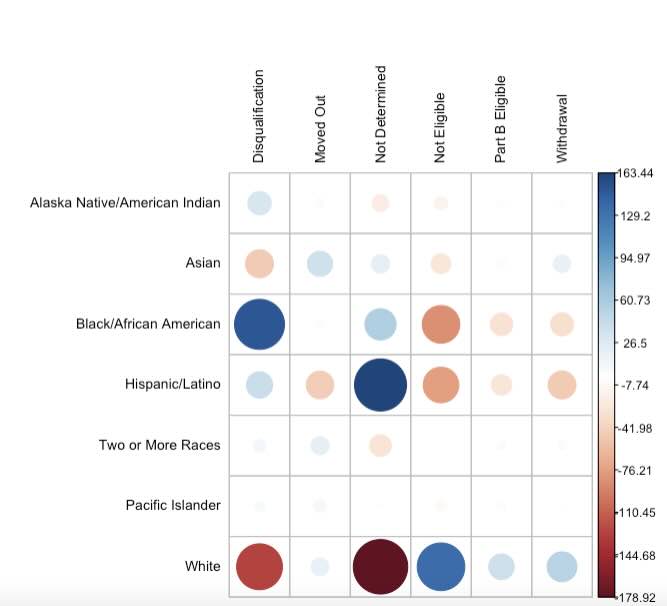 Disqualification
Moved Out
Not Determined
Not Eligible
Part B Eligible
Withdrawal
Alaska Native/American Indian
Asian
Black/African American
Hispanic/Latino
Two or More Races
Pacific Islander
White
163.44
129.2
94.97
60.73
26.5
-7.74
-41.98
-76.21
-110.45
-144.68
-178.92